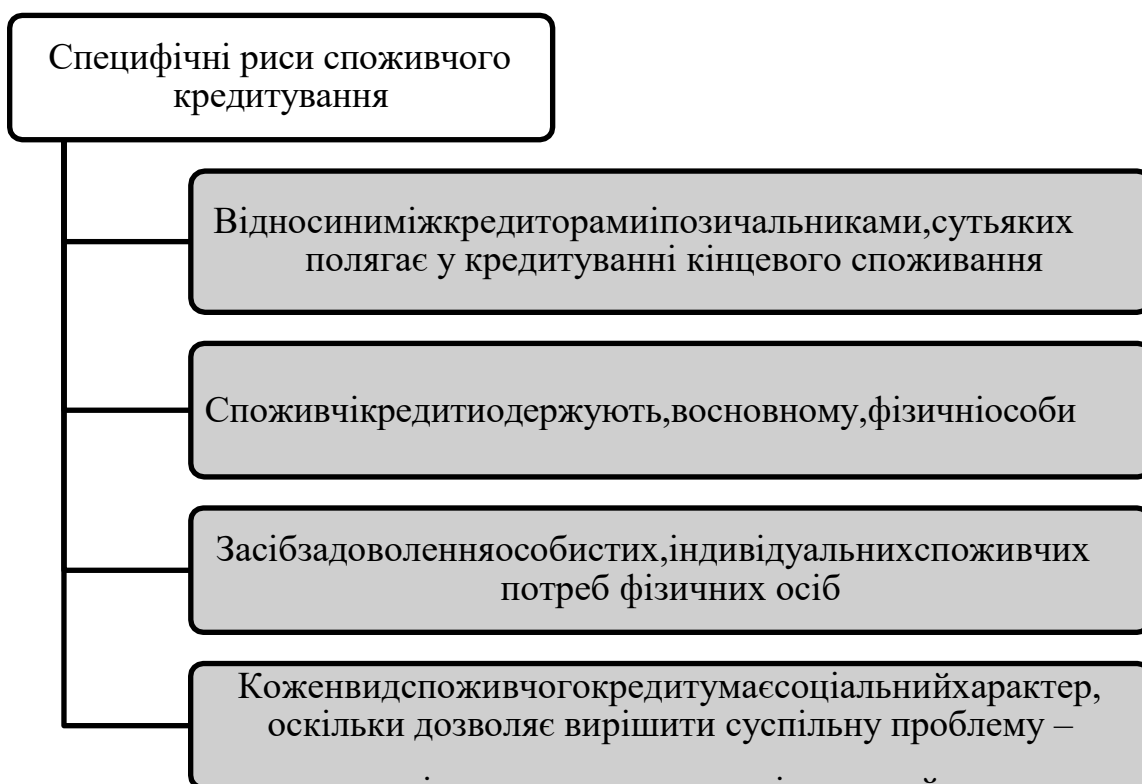 Специфічні риси споживчого
кредитування
Відносиниміжкредиторамиіпозичальниками,сутьяких
полягає у кредитуванні кінцевого споживання
Споживчікредитиодержують,восновному,фізичніособи
Засібзадоволенняособистих,індивідуальнихспоживчих
потреб фізичних осіб
Коженвидспоживчогокредитумаєсоціальнийхарактер,
оскільки дозволяє вирішити суспільну проблему –